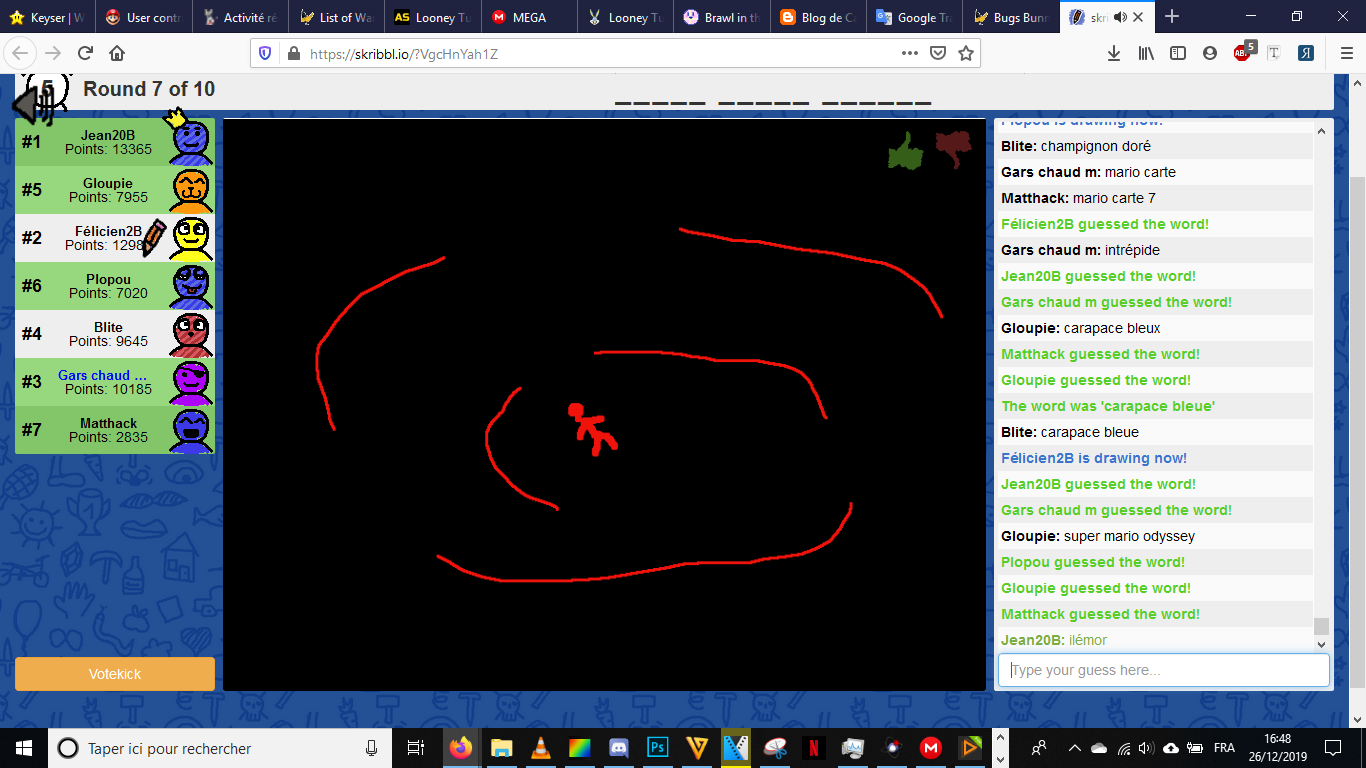 Keyser | W
User contr
Activité ré
List of Wa
Looney Tu
MEGA
Looney Tu
Brawl in th
Blog de Ca
Google Tra
Bugs Bunn
skri
https://skribbl.io/?VgcHnYah1Z
5
5
Round 7 of 10
_____ _____ ______
#1 Jean20B
Points: 13365
#5 Gloupie
Points: 7955
#2 Félicien2B
Points: 1298
#6 Plopou
Points: 7020
#4 Blite
Points: 9645
#3 Gars chaud ...
Points: 10185
#7 Matthack
Points: 2835
Votekick
Plopou is drawing now!
Blite: champignon doré
Gars chaud m: mario carte
Matthack: mario carte 7
Félicien2B guessed the word!
Gars chaud m: intrépide
Jean20B guessed the word!
Gars chaud m guessed the word!
Gloupie: carapace bleux
Matthack guessed the word!
Gloupie guessed the word!
The word was 'carapace bleue'
Blite: carapace bleue
Félicien2B is drawing now!
Jean20B guessed the word!
Gars chaud m guessed the word!
Gloupie: super mario odyssey
Plopou guessed the word!
Gloupie guessed the word!
Matthack guessed the word!
Jean20B: ilémor
Type your guess here...
Taper ici pour rechercher
FRA
16:48
26/12/2019